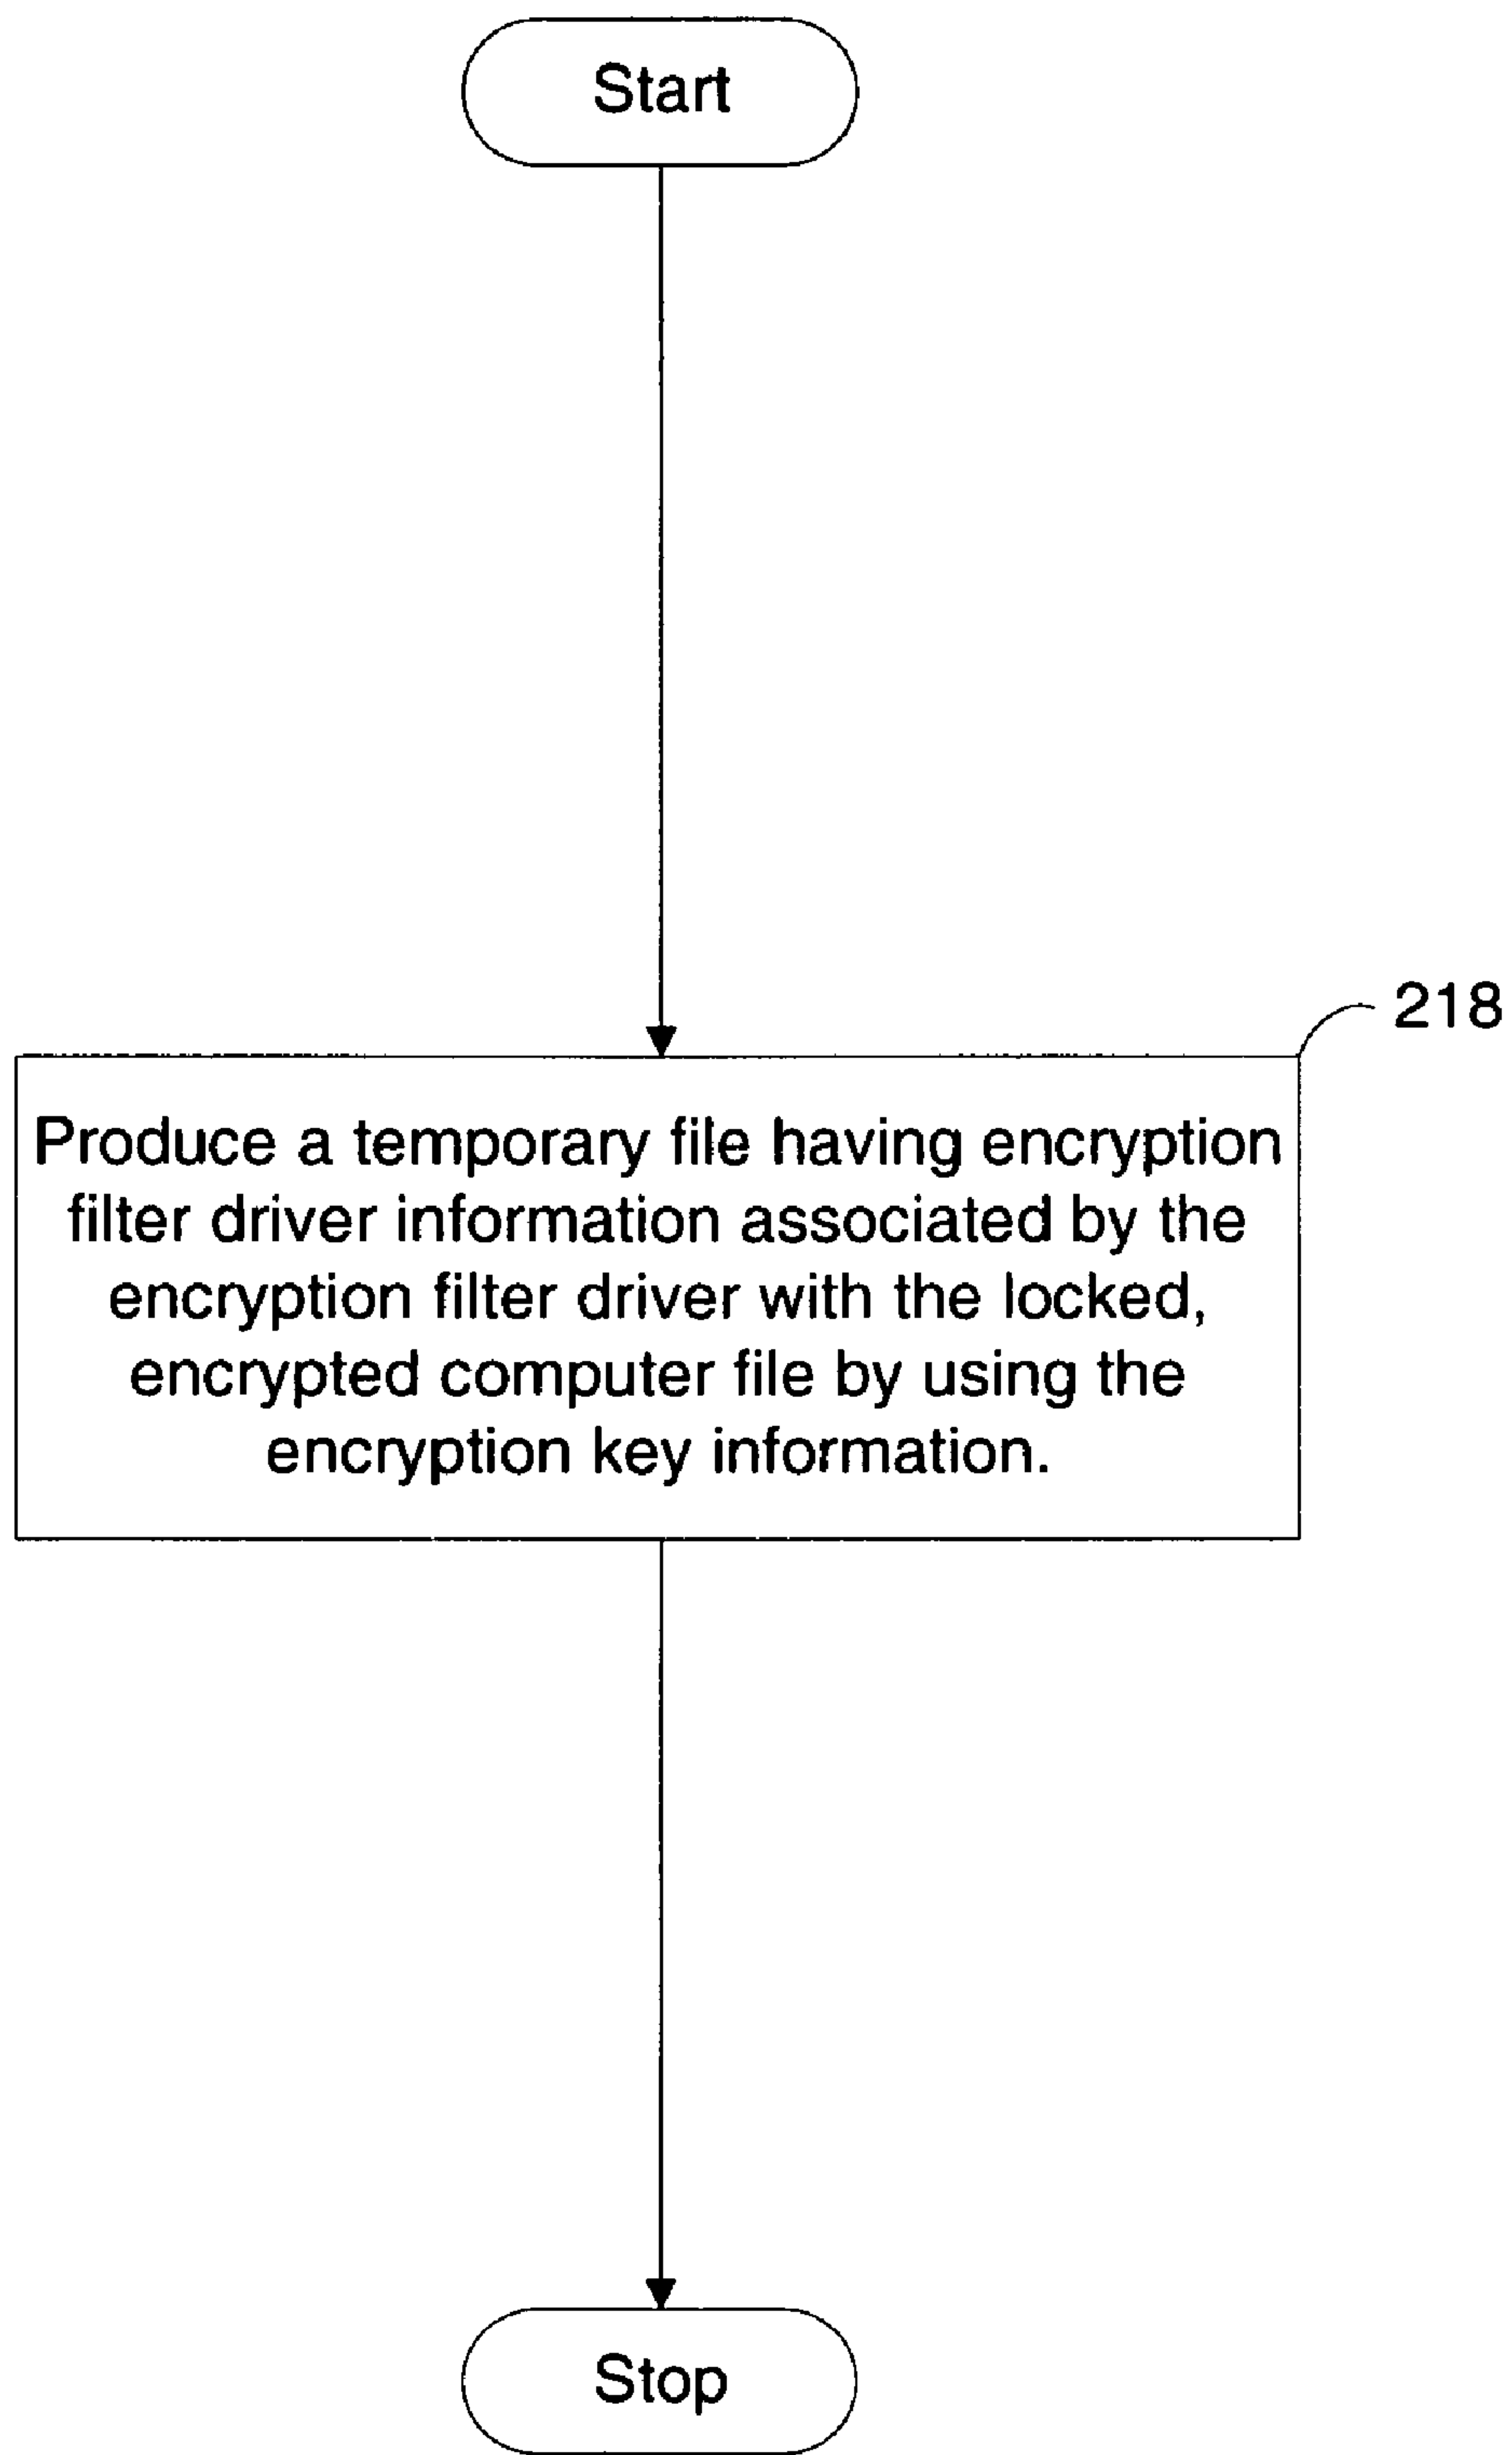 Start
218
Produce a temporary file having encryption
filter driver information associated by the
encryption filter driver with the locked,
encrypted computer file by using the
encryption key information.
Stop